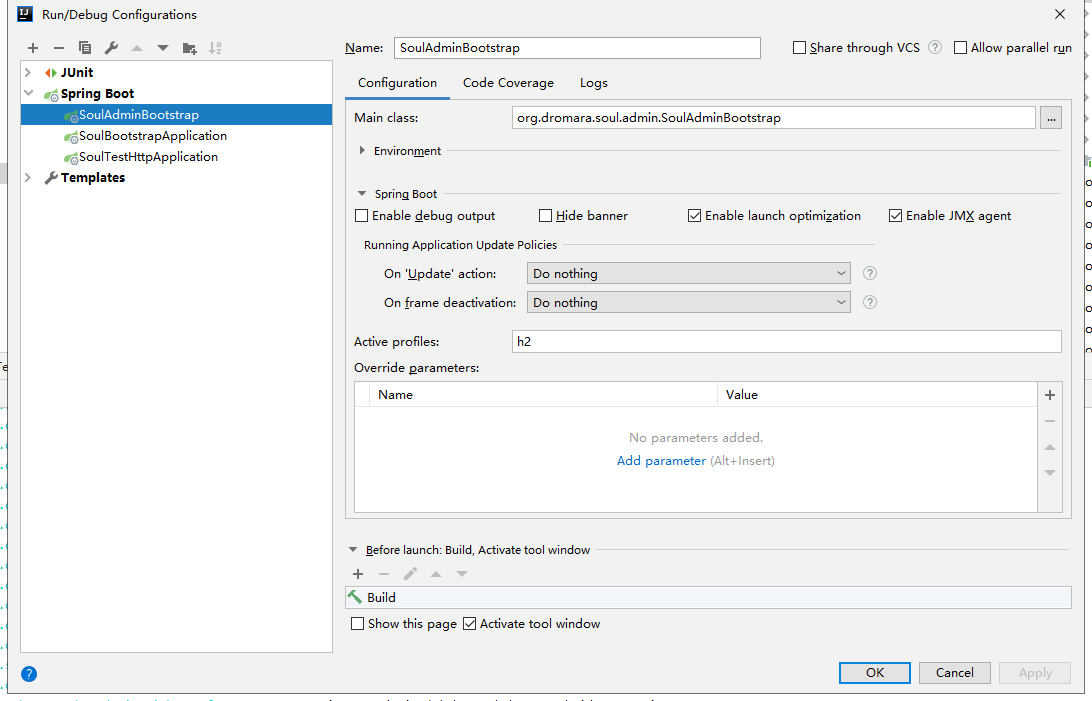 Run/Debug Configurations
Name: SoulAdminBootstrap
Share through VCS
Allow parallel run
JUnit
Spring Boot
SoulAdminBootstrap
SoulBootstrapApplication
SoulTestHttpApplication
Templates
Configuration Code Coverage Logs
Main class: org.dromara.soul.admin.SoulAdminBootstrap ...
Environment
Spring Boot
Enable debug output Hide banner Enable launch optimization Enable JMX agent
Running Application Update Policies
On 'Update' action: Do nothing
On frame deactivation: Do nothing
Active profiles: h2
Override parameters:
Name Value
No parameters added.
Add parameter (Alt+Insert)
Before launch: Build, Activate tool window
Build
Show this page Activate tool window
OK Cancel Apply